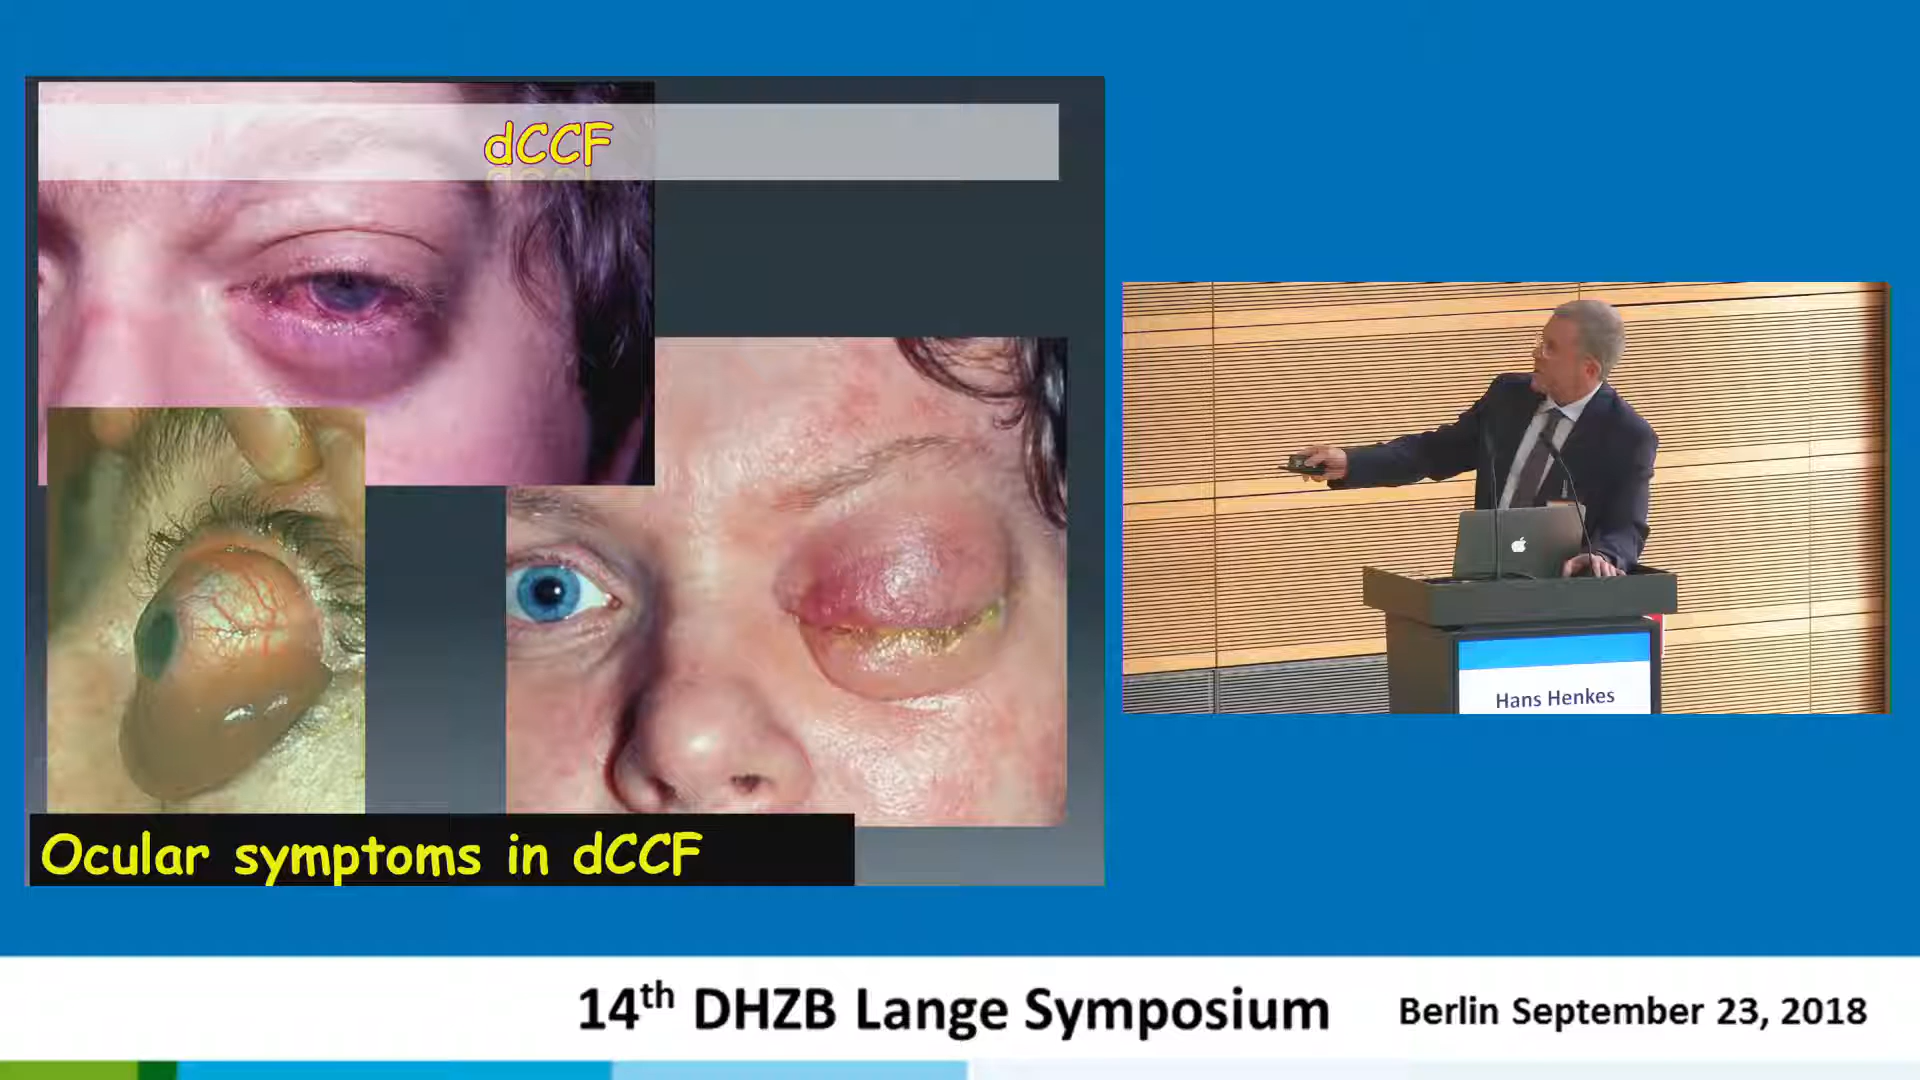 dCCF
Ocular symptoms in dCCF
Hans Henkes
14th DHZB Lange Symposium
Berlin September 23, 2018